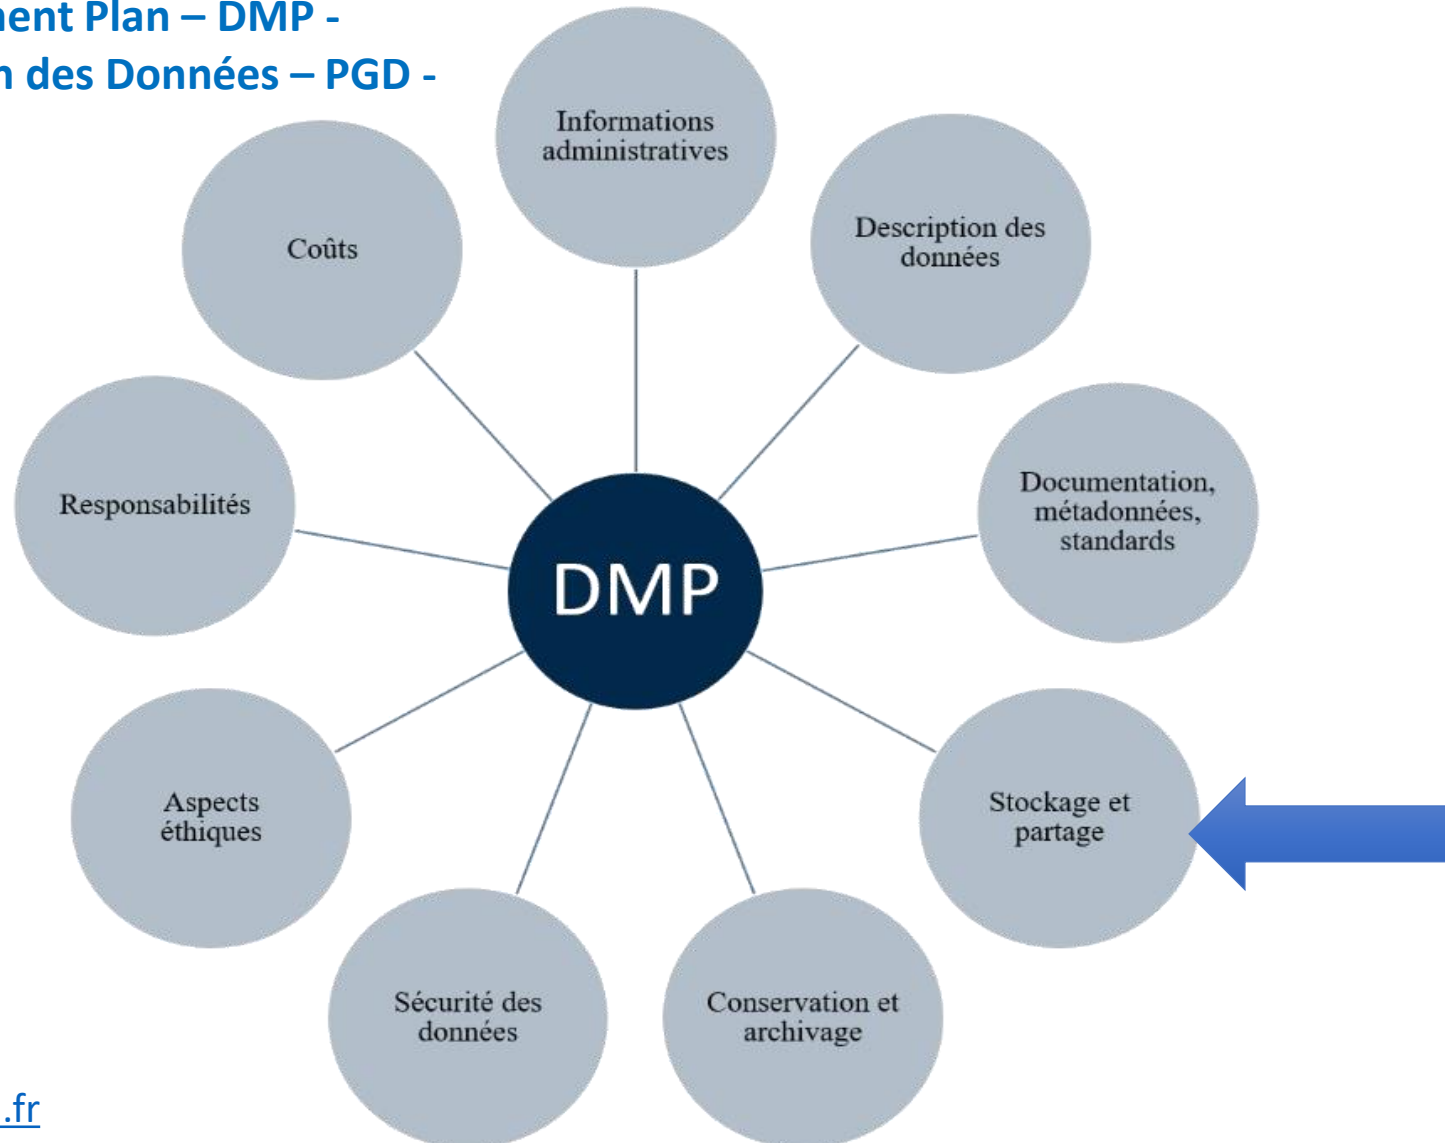 ent Plan – DMP -
n des Données – PGD -
Informations
administratives
Description des
données
Documentation,
métadonnées,
standards
Stockage et
partage
Conservation et
archivage
Sécurité des
données
Aspects
éthiques
Responsabilités
Coûts
DMP
.fr